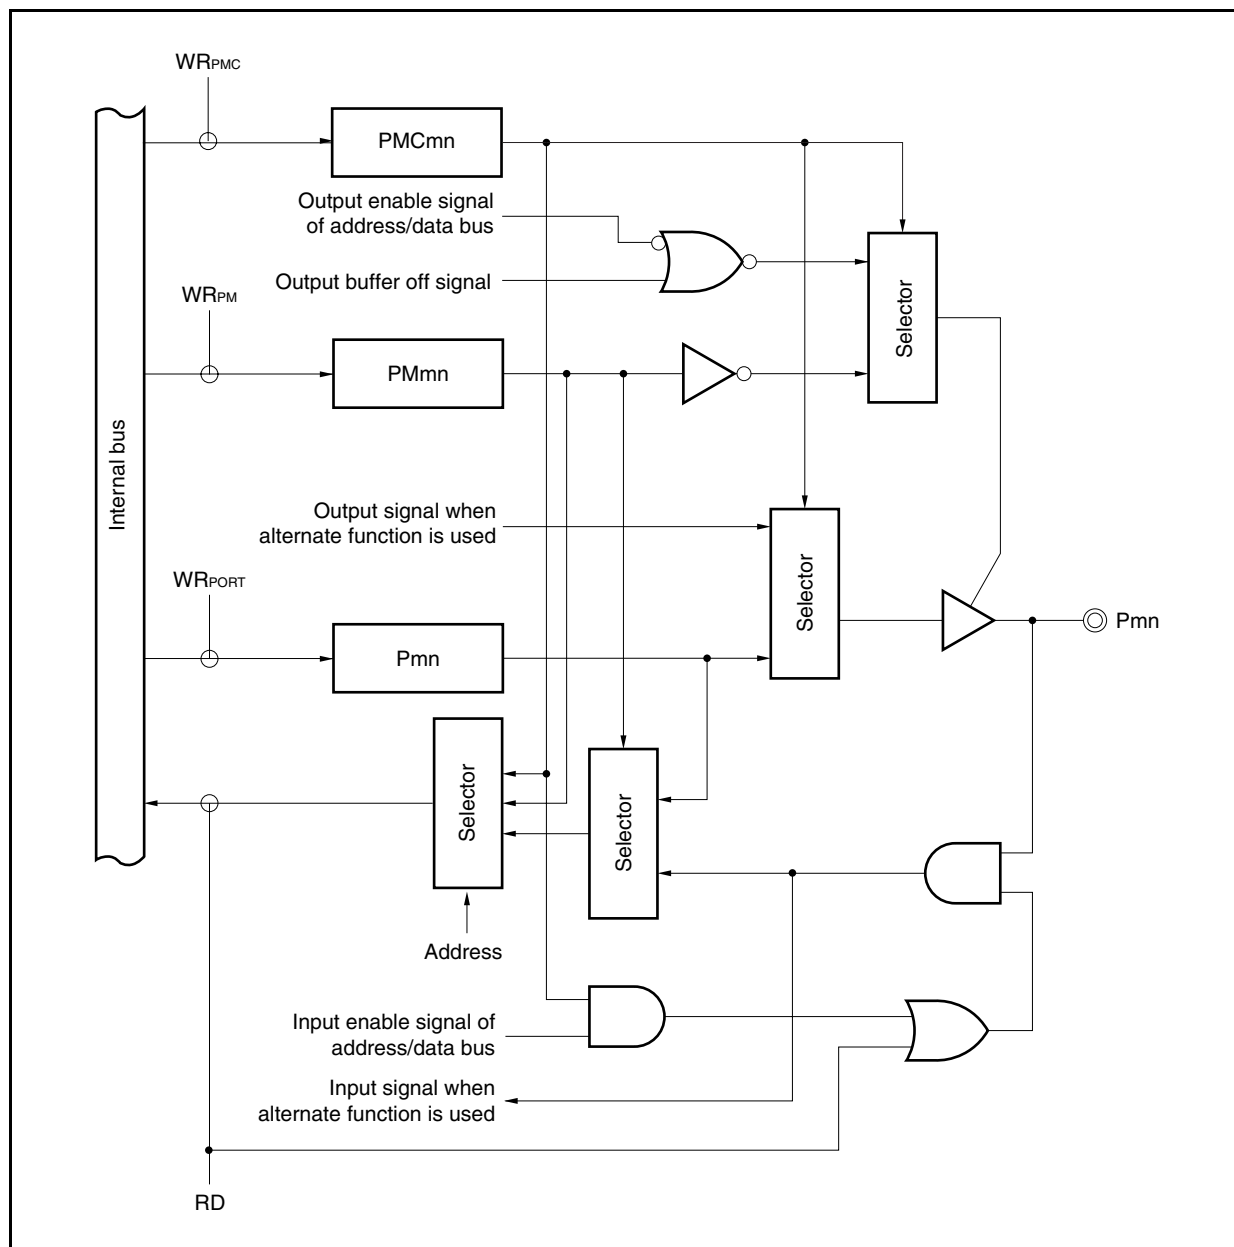 WRPMC
PMCmn
Output enable signal
of address/data bus
Output buffer off signal
Selector
WRPM
PMmn
Internal bus
Output signal when
alternate function is used
Selector
WRPORT
Pmn
Pmn
Selector
Selector
Address
Input enable signal of
address/data bus
Input signal when
alternate function is used
RD